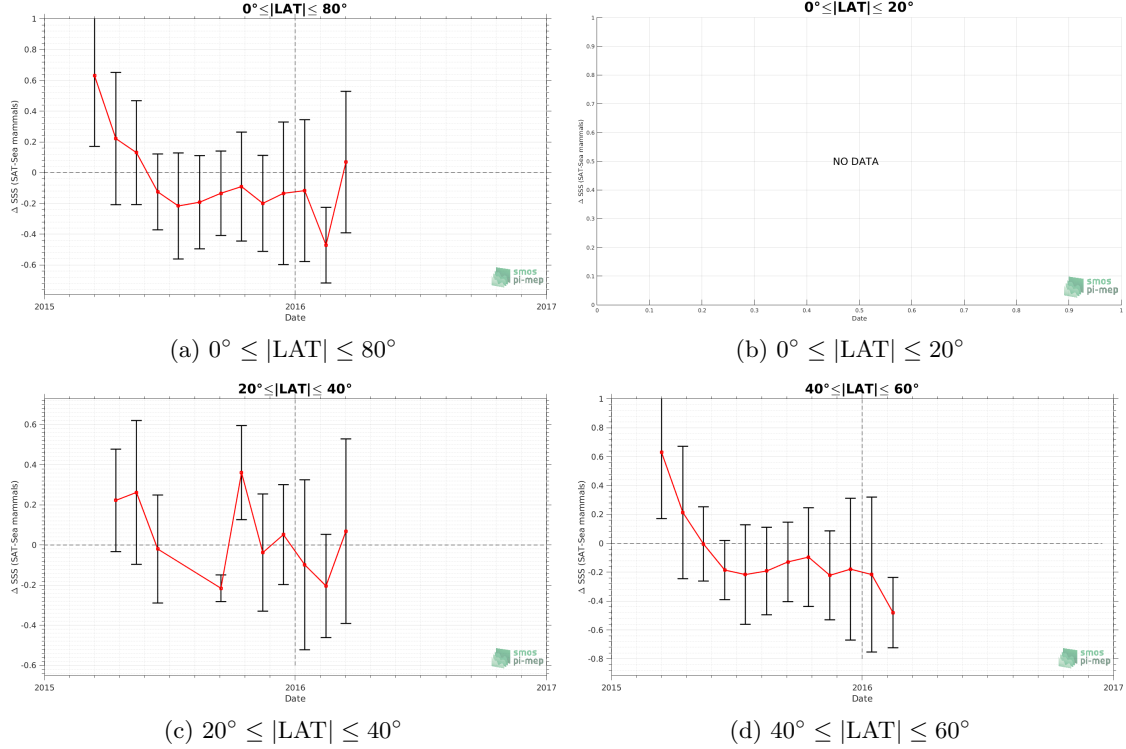 0°≤|LAT|≤ 80°
Δ SSS (SAT-Sea mammals)
1
0.8
0.6
0.4
0.2
0
-0.2
-0.4
-0.6
2015
2016
2017
Date
smos
pi-mep
(a) 0° ≤ |LAT| ≤ 80°
0°≤|LAT|≤ 20°
Δ SSS (SAT-Sea mammals)
1
0.9
0.8
0.7
0.6
0.5
0.4
0.3
0.2
0.1
0
NO DATA
0
0.1
0.2
0.3
0.4
0.5
0.6
0.7
0.8
0.9
1
Date
smos
pi-mep
(b) 0° ≤ |LAT| ≤ 20°
20°≤|LAT|≤ 40°
Δ SSS (SAT-Sea mammals)
0.6
0.4
0.2
0
-0.2
-0.4
-0.6
2015
2016
2017
Date
smos
pi-mep
(c) 20° ≤ |LAT| ≤ 40°
40°≤|LAT|≤ 60°
Δ SSS (SAT-Sea mammals)
1
0.8
0.6
0.4
0.2
0
-0.2
-0.4
-0.6
-0.8
2015
2016
2017
Date
smos
pi-mep
(d) 40° ≤ |LAT| ≤ 60°